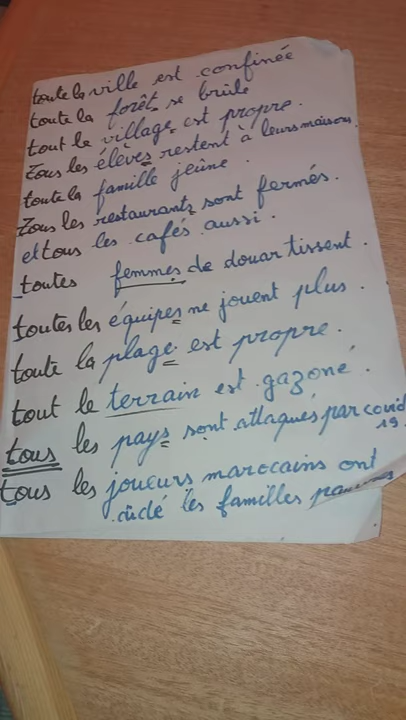 toute la ville est confinée
toute la forêt se brûle
tout le village est propre.
Tous les élèves restent à leurs maisons.
toute la famille jeûne.
Tous les restaurants sont fermés.
et tous les cafés aussi.
toutes femmes de douar tissent.
toutes les équipes ne jouent plus.
toute la plage est propre.
tout le terrain est gazoné.
tous les pays sont attaqués par covid
19.
Tous les joueurs marocains ont
aidé les familles